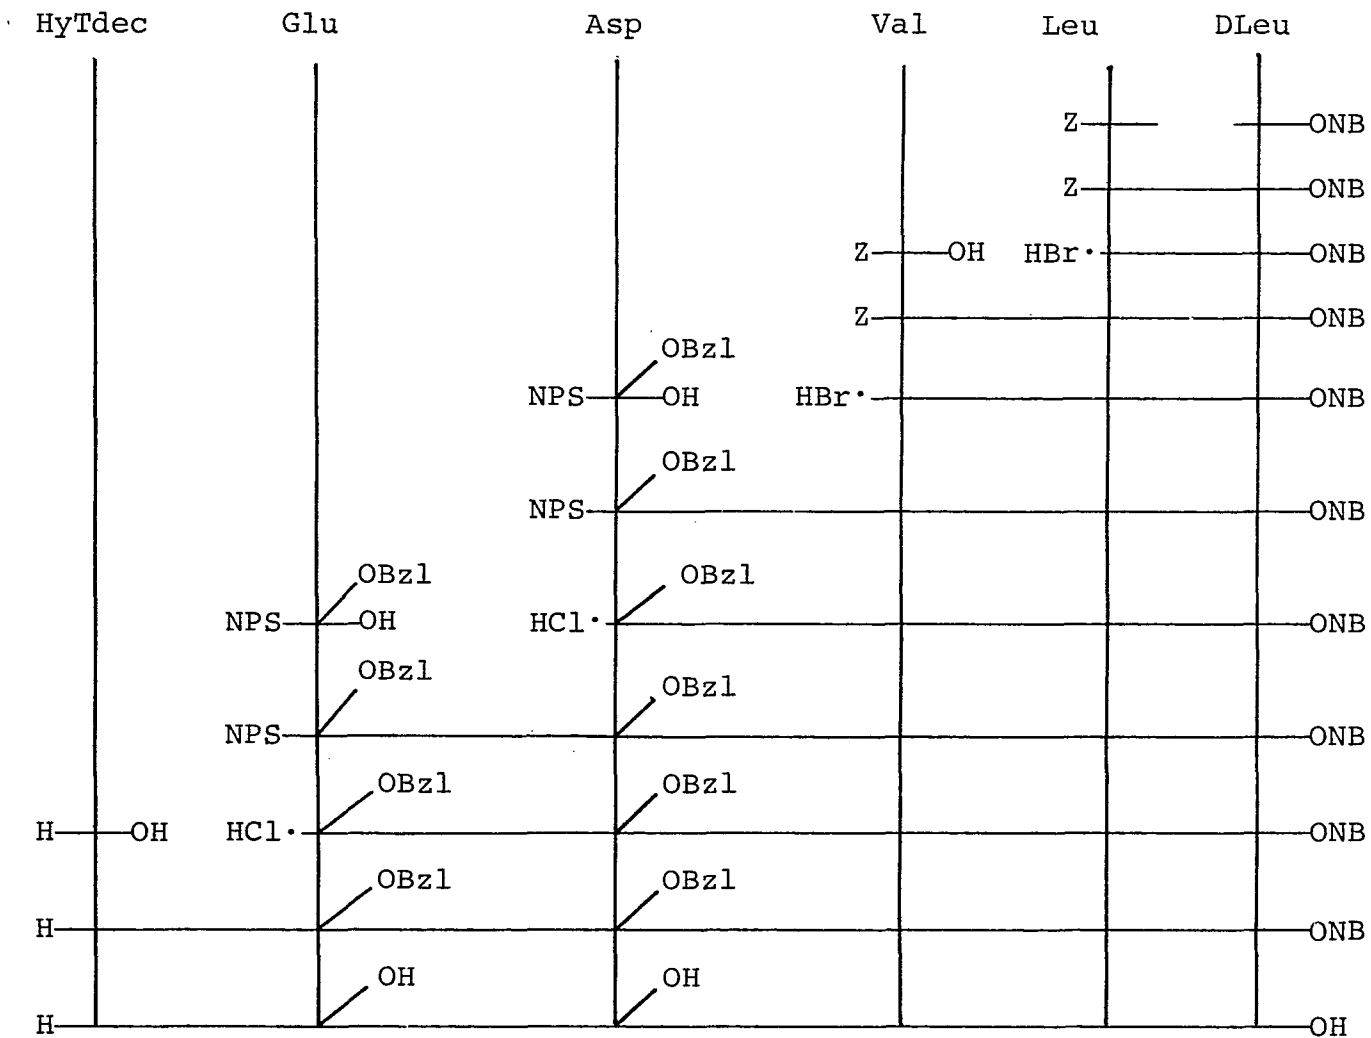 HyTdec Glu Asp Val Leu DLeu
Z ONB
Z ONB
Z OH HBr· ONB
Z ONB
OBzl
NPS OH HBr· ONB
OBzl
NPS ONB
OBzl OBzl
NPS OH HCl· ONB
OBzl OBzl
NPS ONB
OBzl OBzl
H OH HCl· ONB
OBzl OBzl
H ONB
OH OH
H OH